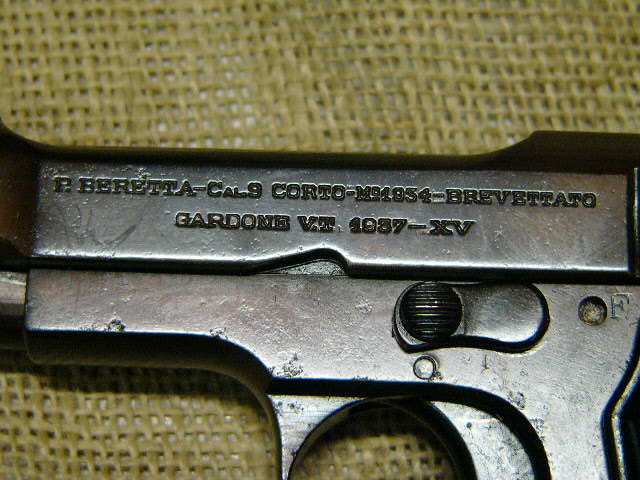 P. BERETTA-CAL.9 CORTO-Mo1934-BREVETTATO
GARDONE V.T. 1937-XV
F